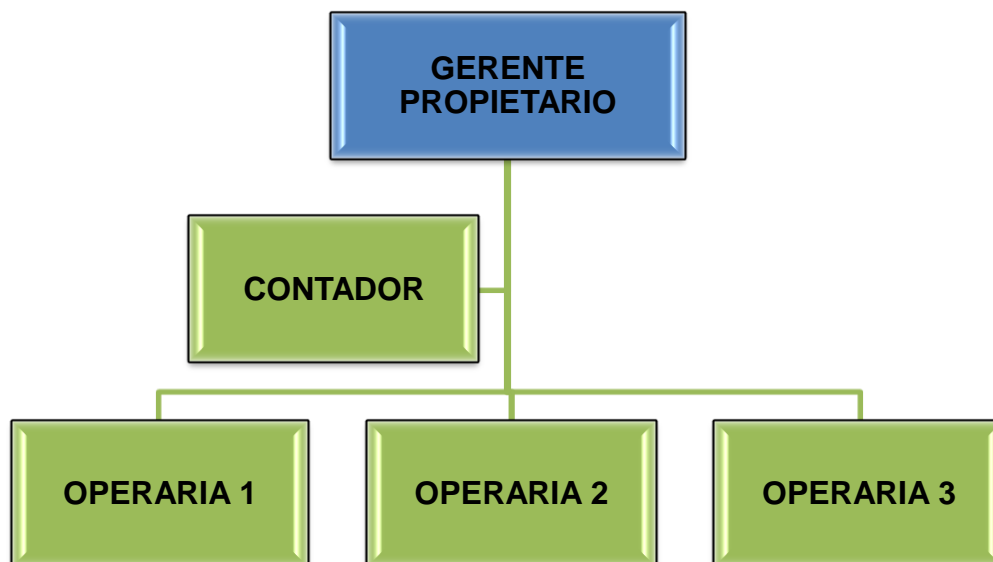 GERENTE
PROPIETARIO
CONTADOR
OPERARIA 1
OPERARIA 2
OPERARIA 3